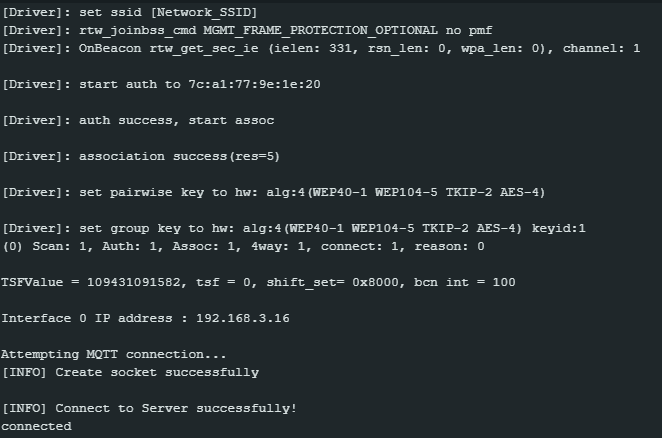 [Driver]: set ssid [Network_SSID]
[Driver]: rtw_joinbss_cmd MGMT_FRAME_PROTECTION_OPTIONAL no pmf
[Driver]: OnBeacon rtw_get_sec_ie (ielen: 331, rsn_len: 0, wpa_len: 0), channel: 1
[Driver]: start auth to 7c:a1:77:9e:1e:20
[Driver]: auth success, start assoc
[Driver]: association success(res=5)
[Driver]: set pairwise key to hw: alg:4(WEP40-1 WEP104-5 TKIP-2 AES-4)
[Driver]: set group key to hw: alg:4(WEP40-1 WEP104-5 TKIP-2 AES-4) keyid:1
(0) Scan: 1, Auth: 1, Assoc: 1, 4way: 1, connect: 1, reason: 0
TSFValue = 109431091582, tsf = 0, shift_set= 0x8000, bcn int = 100
Interface 0 IP address : 192.168.3.16
Attempting MQTT connection...
[INFO] Create socket successfully
[INFO] Connect to Server successfully!
connected